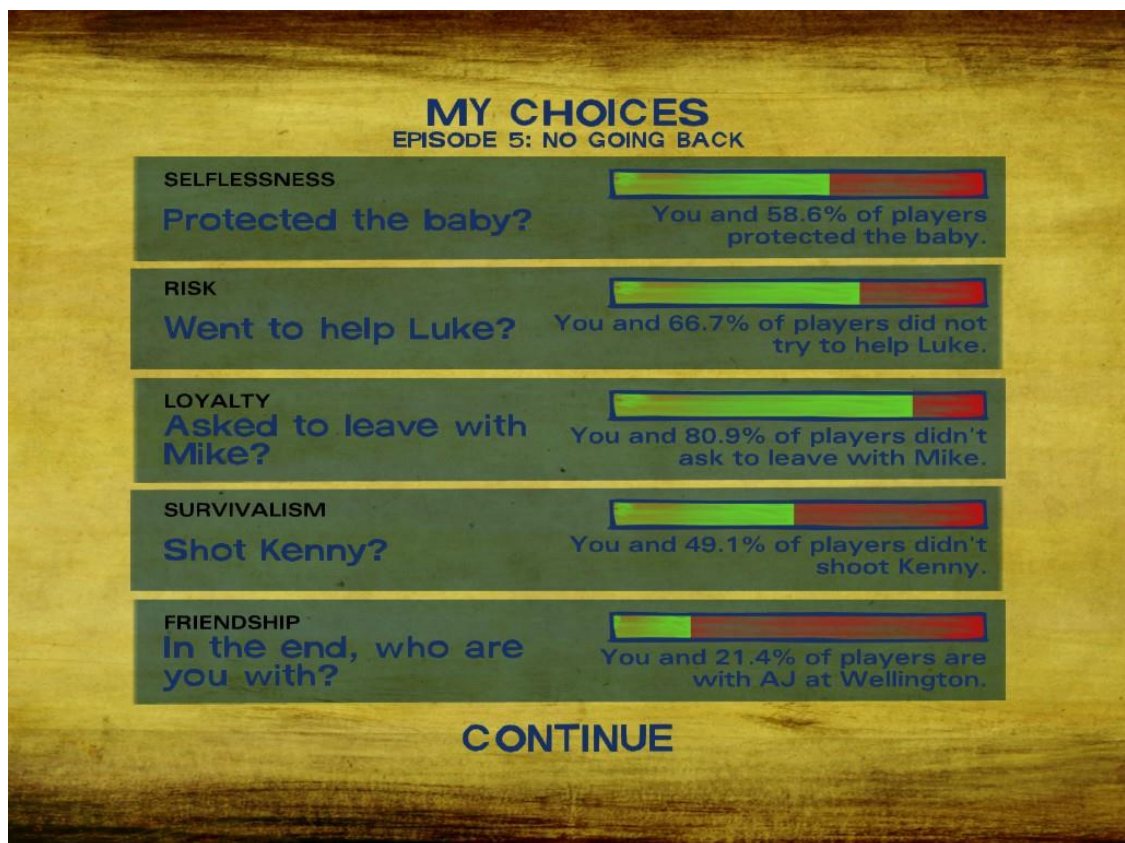 MY CHOICES
EPISODE 5: NO GOING BACK
SELFLESSNESS
Protected the baby?
You and 58.6% of players
protected the baby.
RISK
Went to help Luke?
You and 66.7% of players did not
try to help Luke.
LOYALTY
Asked to leave with
Mike?
You and 80.9% of players didn't
ask to leave with Mike.
SURVIVALISM
Shot Kenny?
You and 49.1% of players didn't
shoot Kenny.
FRIENDSHIP
In the end, who are
you with?
You and 21.4% of players are
with AJ at Wellington.
CONTINUE